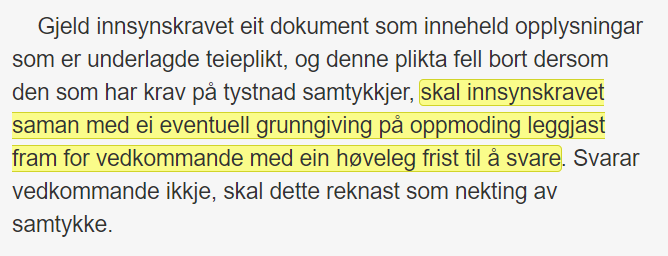 Gjeld innsynskravet eit dokument som inneheld opplysningar
som er underlagde teieplikt, og denne plikta fell bort dersom
den som har krav på tystnad samtykkjer, skal innsynskravet
saman med ei eventuell grunngiving på oppmoding leggjast
fram for vedkommande med ein høveleg frist til å svare. Svarar
vedkommande ikkje, skal dette reknast som nekting av
samtykke.